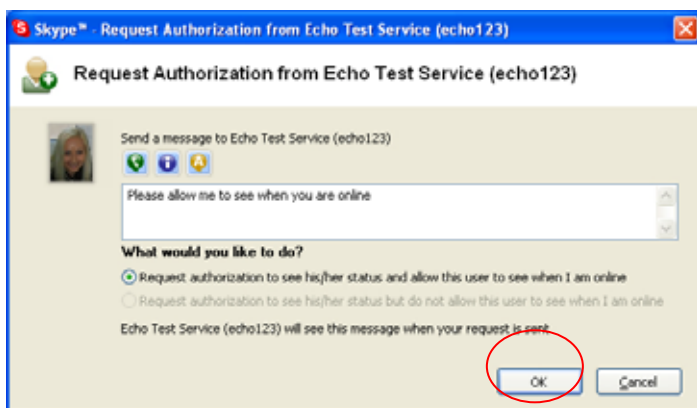 Skype™ - Request Authorization from Echo Test Service (echo123)
Request Authorization from Echo Test Service (echo123)
Send a message to Echo Test Service (echo123)
Please allow me to see when you are online
What would you like to do?
Request authorization to see his/her status and allow this user to see when I am online
Request authorization to see his/her status but do not allow this user to see when I am online
Echo Test Service (echo123) will see this message when your request is sent
OK
Cancel